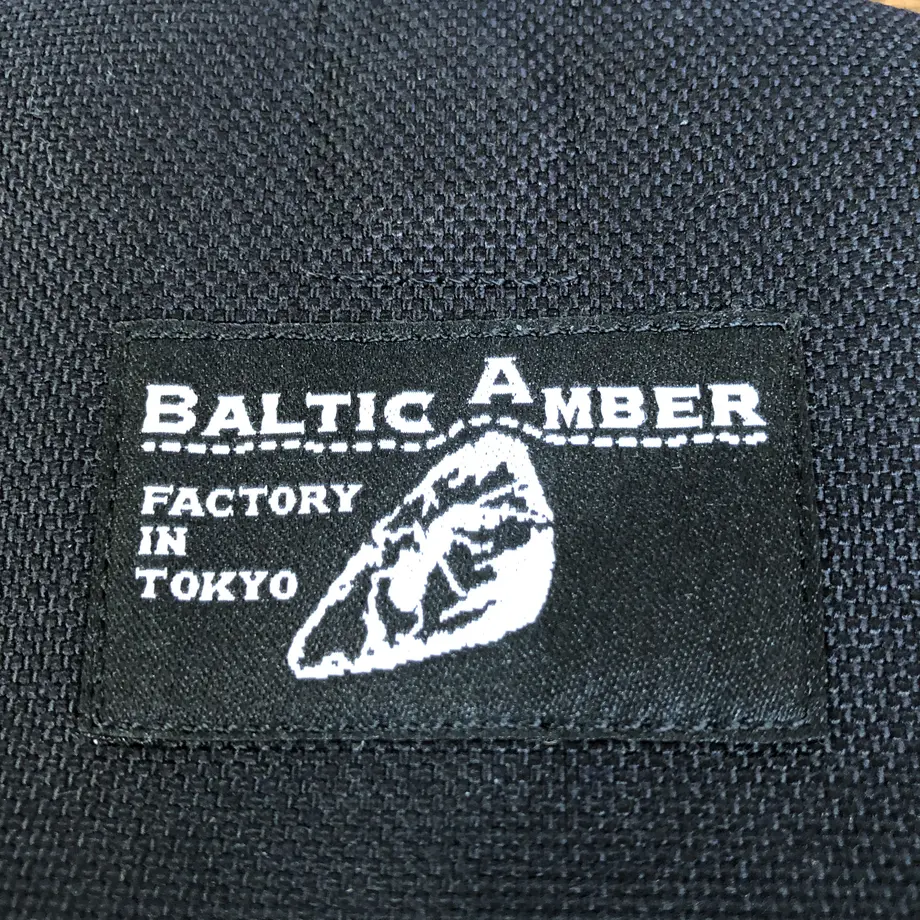 BALTIC AMBER
FACTORY
IN
TOKYO